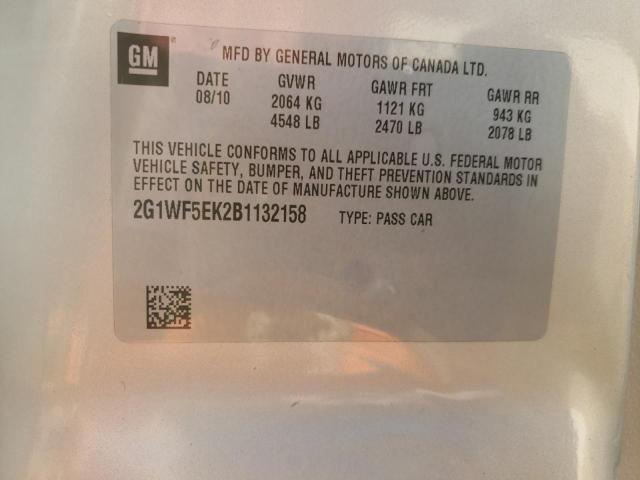 GM
MFD BY GENERAL MOTORS OF CANADA LTD.
DATE GVWR GAWR FRT GAWR RR
08/10 2064 KG 1121 KG 943 KG
4548 LB 2470 LB 2078 LB
THIS VEHICLE CONFORMS TO ALL APPLICABLE U.S. FEDERAL MOTOR
VEHICLE SAFETY, BUMPER, AND THEFT PREVENTION STANDARDS IN
EFFECT ON THE DATE OF MANUFACTURE SHOWN ABOVE.
2G1WF5EK2B1132158 TYPE: PASS CAR